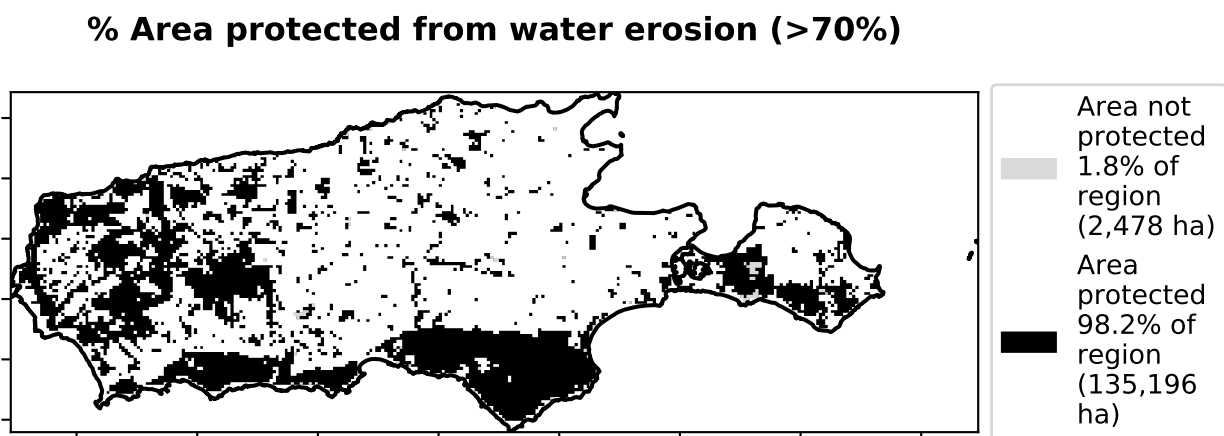 % Area protected from water erosion (>70%)
Area not
protected
1.8% of
region
(2,478 ha)
Area
protected
98.2% of
region
(135,196
ha)